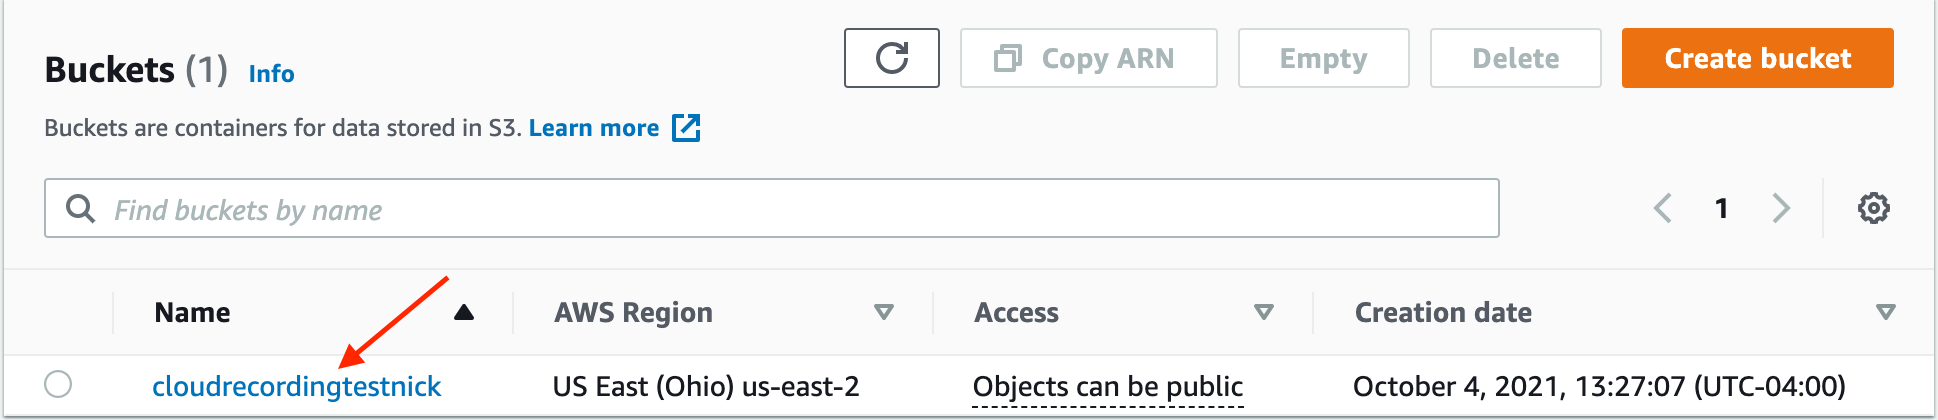 Buckets (1) Info
Copy ARN
Empty
Delete
Create bucket
Buckets are containers for data stored in S3. Learn more
Find buckets by name
1
Name AWS Region Access Creation date
cloudrecordingtestnick US East (Ohio) us-east-2 Objects can be public October 4, 2021, 13:27:07 (UTC-04:00)